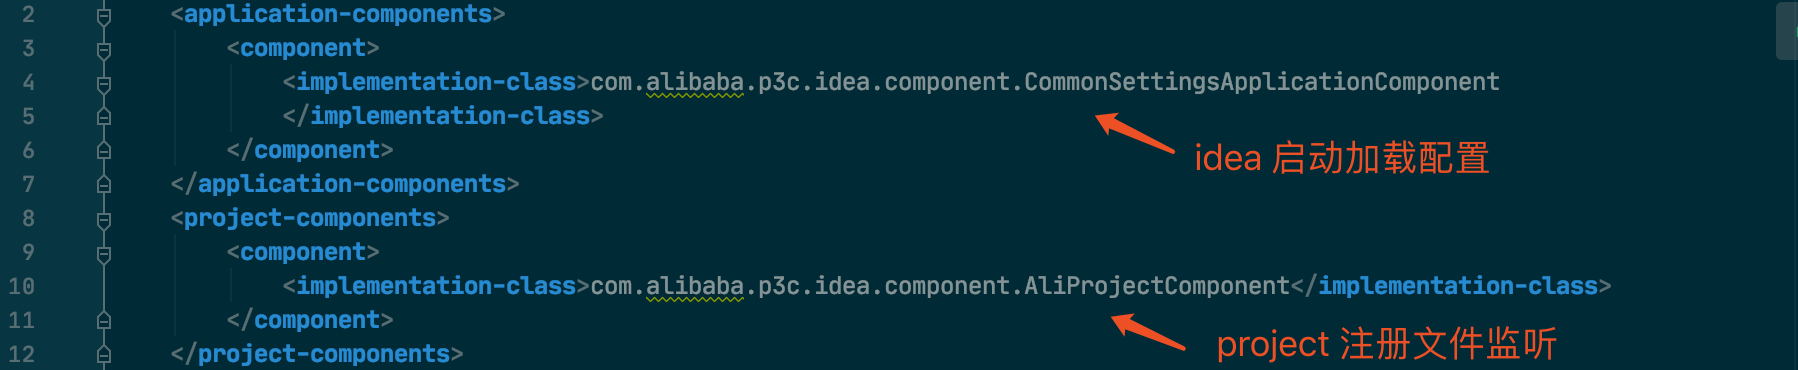 2 <application-components>
3 <component>
4 <implementation-class>com.alibaba.p3c.idea.component.CommonSettingsApplicationComponent
5 </implementation-class>
idea 启动加载配置
6 </component>
7 </application-components>
8 <project-components>
9 <component>
10 <implementation-class>com.alibaba.p3c.idea.component.AliProjectComponent</implementation-class>
11 </component>
project 注册文件监听
12 </project-components>